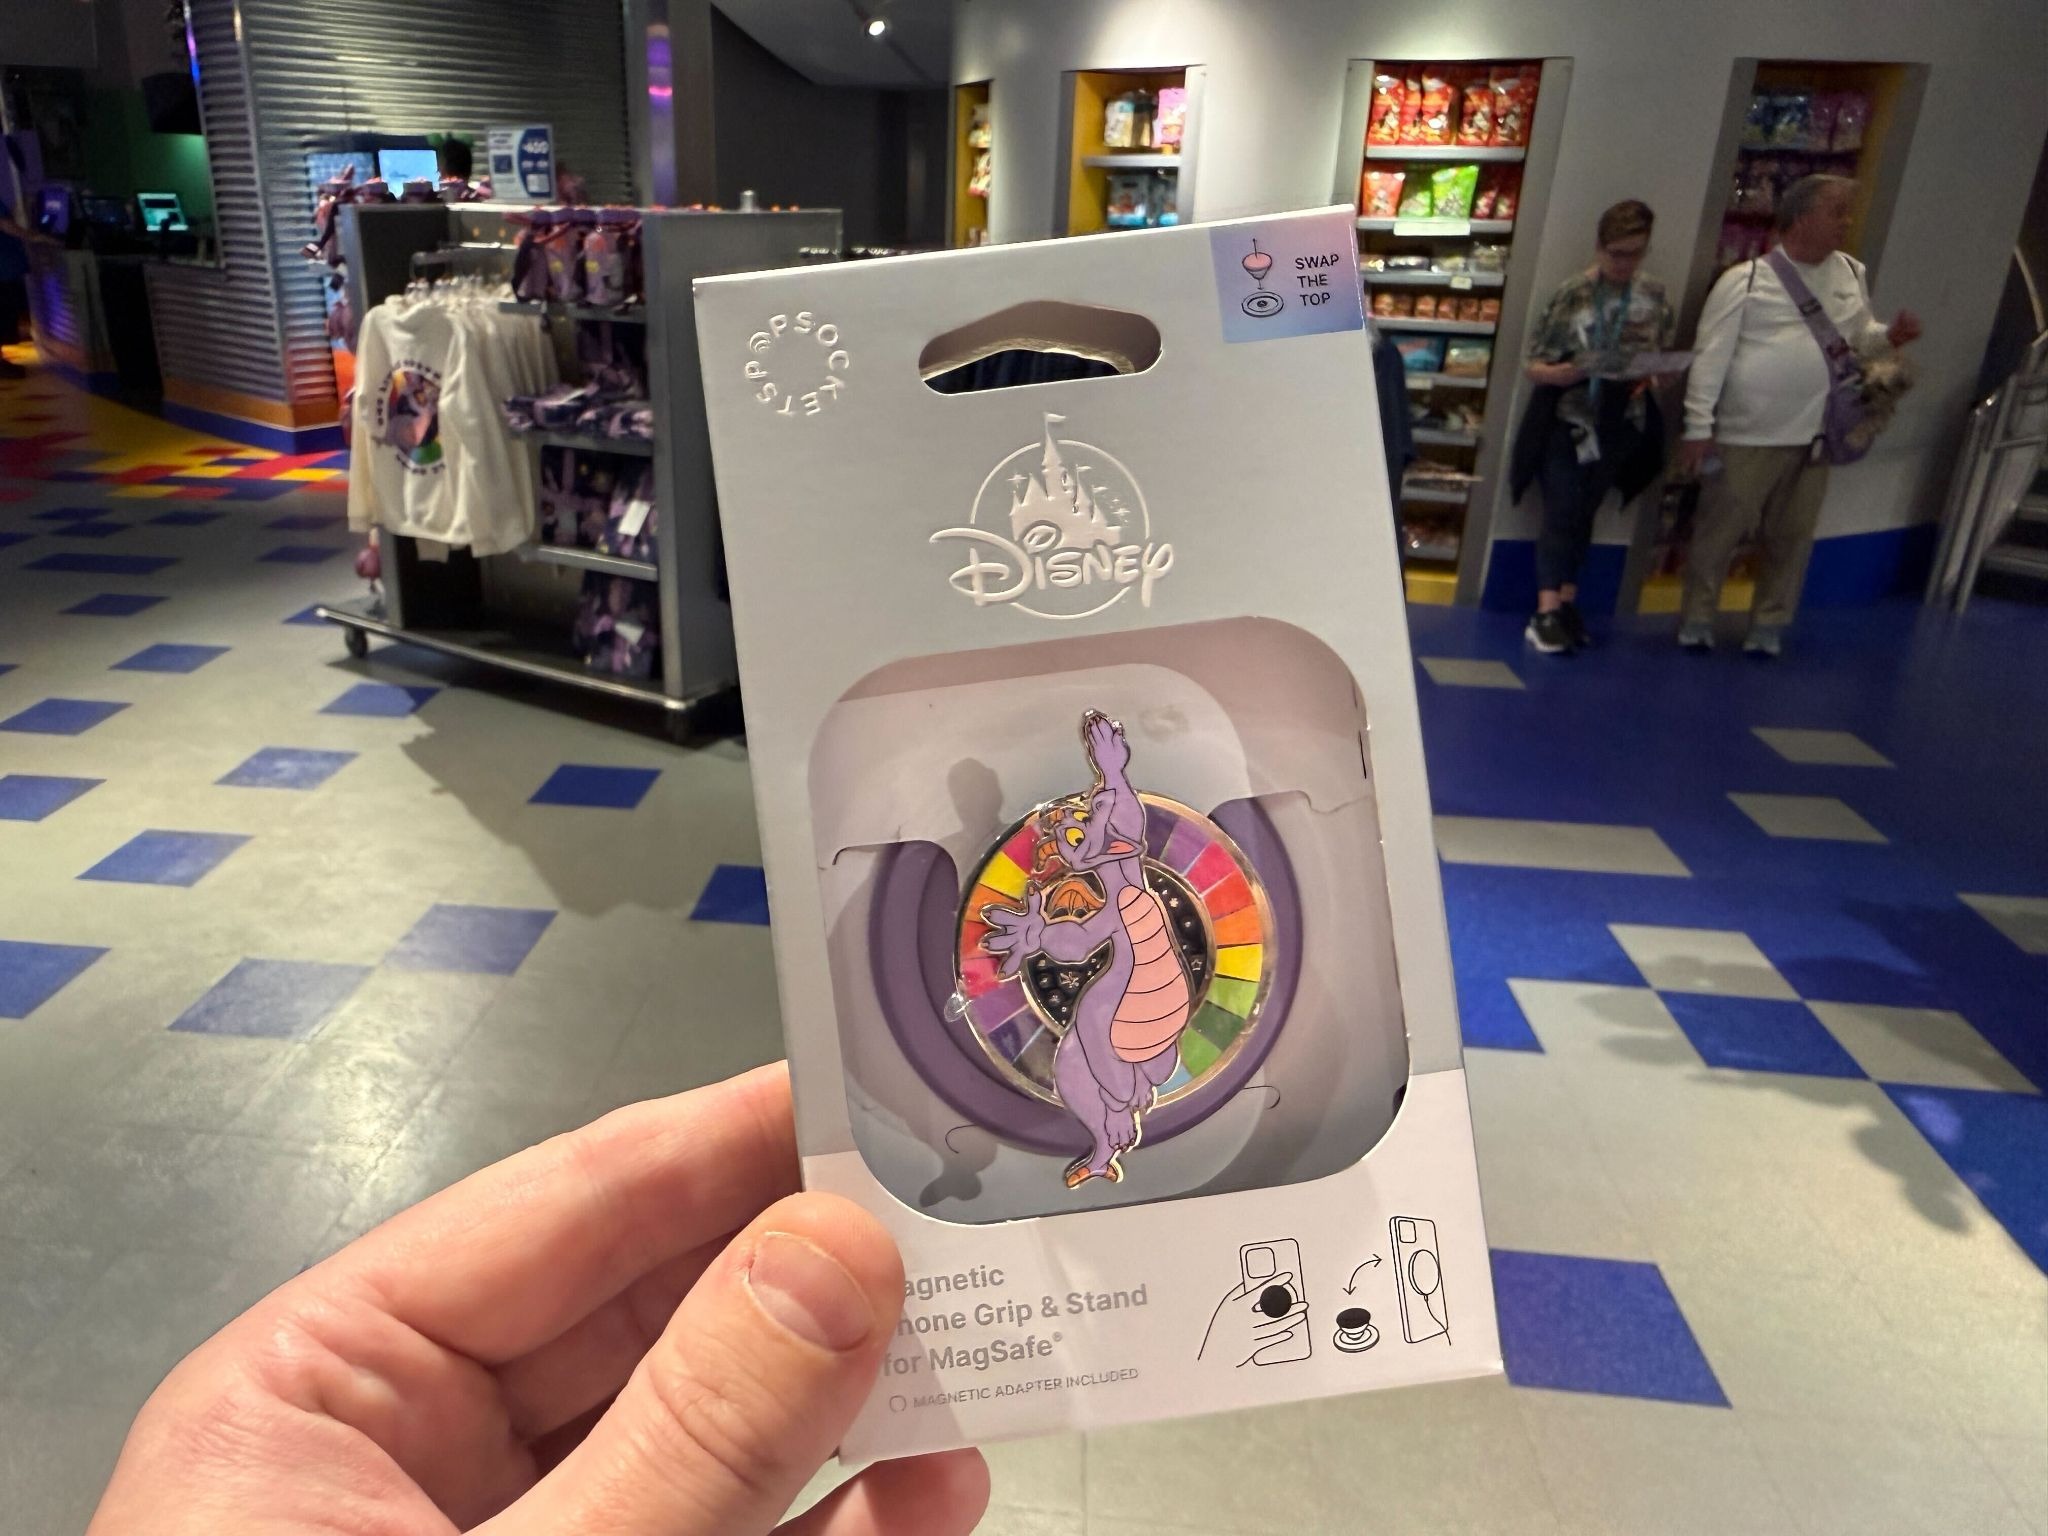 POPSOCKETS
SWAP
THE
TOP
Disney
agnetic
hone Grip & Stand
for MagSafe®
MAGNETIC ADAPTER INCLUDED